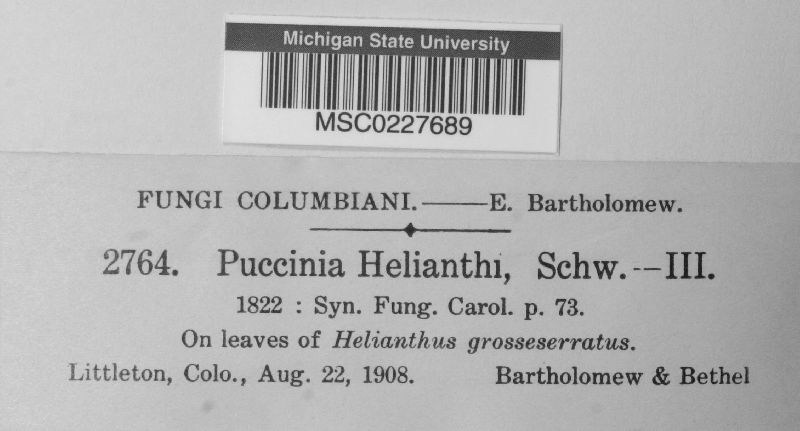 Michigan State University
MSC0227689
FUNGI COLUMBIANI.——E. Bartholomew.
2764. Puccinia Helianthi, Schw.--III.
1822 : Syn. Fung. Carol. p. 73.
On leaves of Helianthus grosseserratus.
Littleton, Colo., Aug. 22, 1908. Bartholomew & Bethel